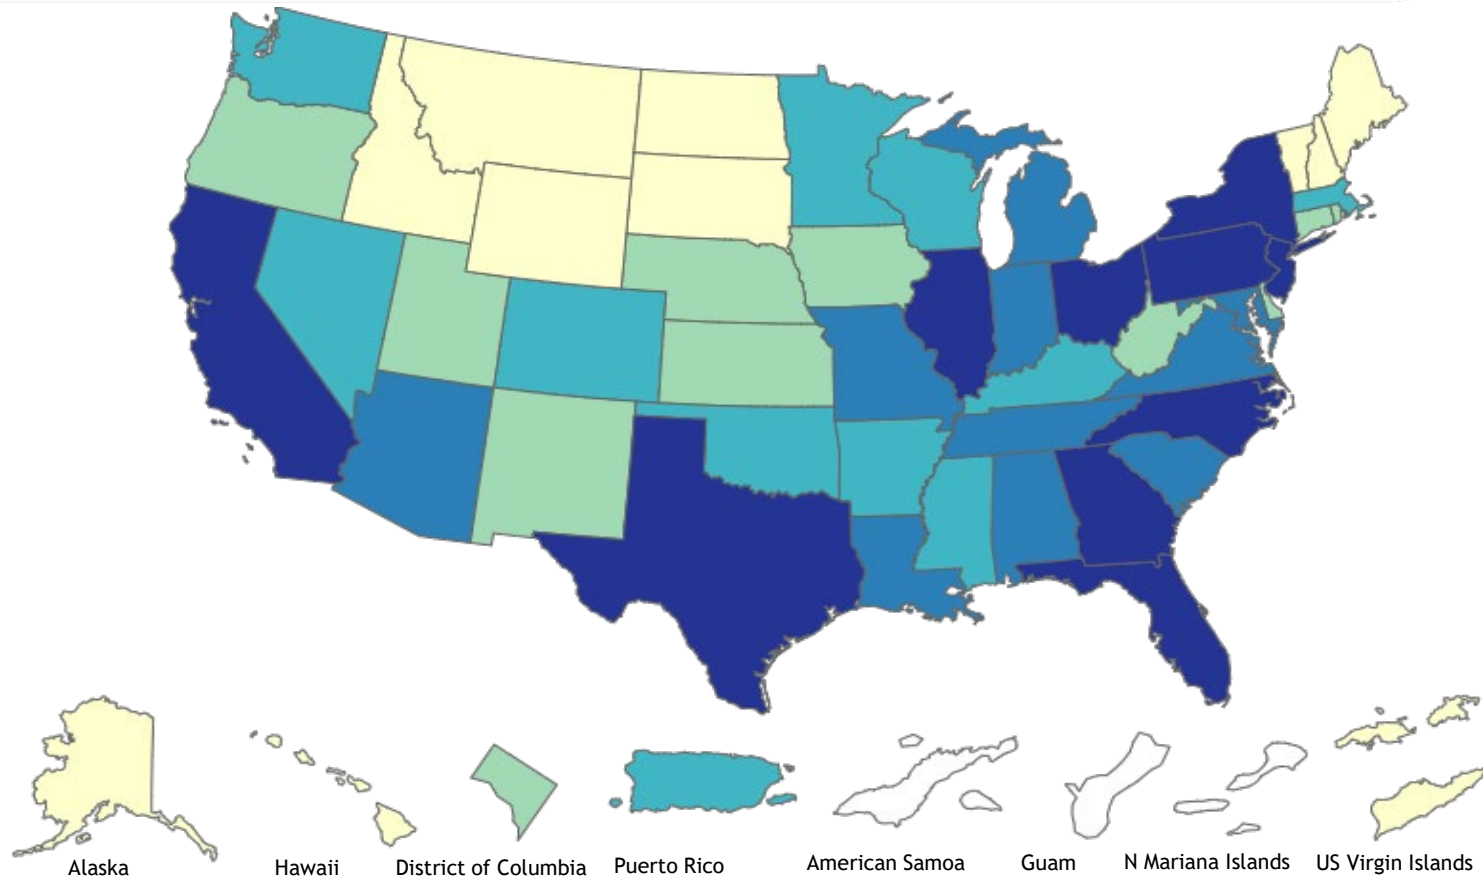 Alaska
Hawaii
District of Columbia
Puerto Rico
American Samoa
Guam
N Mariana Islands
US Virgin Islands